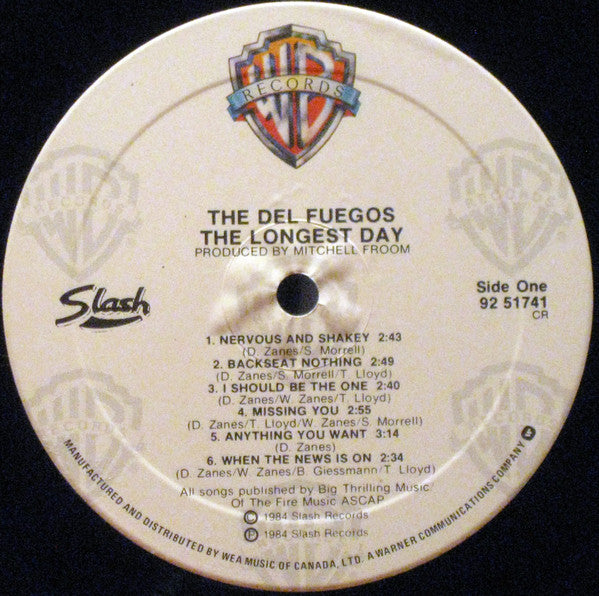 RECORDS
THE DEL FUEGOS
THE LONGEST DAY
PRODUCED BY MITCHELL FROOM
Slash
Side One
92 51741
CR
1. NERVOUS AND SHAKEY 2:43
(D. Zanes/S. Morrell)
2. BACKSEAT NOTHING 2:49
(D. Zanes/S. Morrell/T. Lloyd)
3. I SHOULD BE THE ONE 2:40
(D. Zanes/W. Zanes/T. Lloyd)
4. MISSING YOU 2:55
(D. Zanes/T. Lloyd/W. Zanes/S. Morrell)
5. ANYTHING YOU WANT 3:14
(D. Zanes)
6. WHEN THE NEWS IS ON 2:34
(D. Zanes/W. Zanes/B. Giessmann/T. Lloyd)
All songs published by Big Thrilling Music
Of The Fire Music ASCAP
© 1984 Slash Records
℗ 1984 Slash Records
MANUFACTURED AND DISTRIBUTED BY WEA MUSIC OF CANADA, LTD. A WARNER COMMUNICATIONS COMPANY
RECORDS
RECORDS
RECORDS
RECORDS